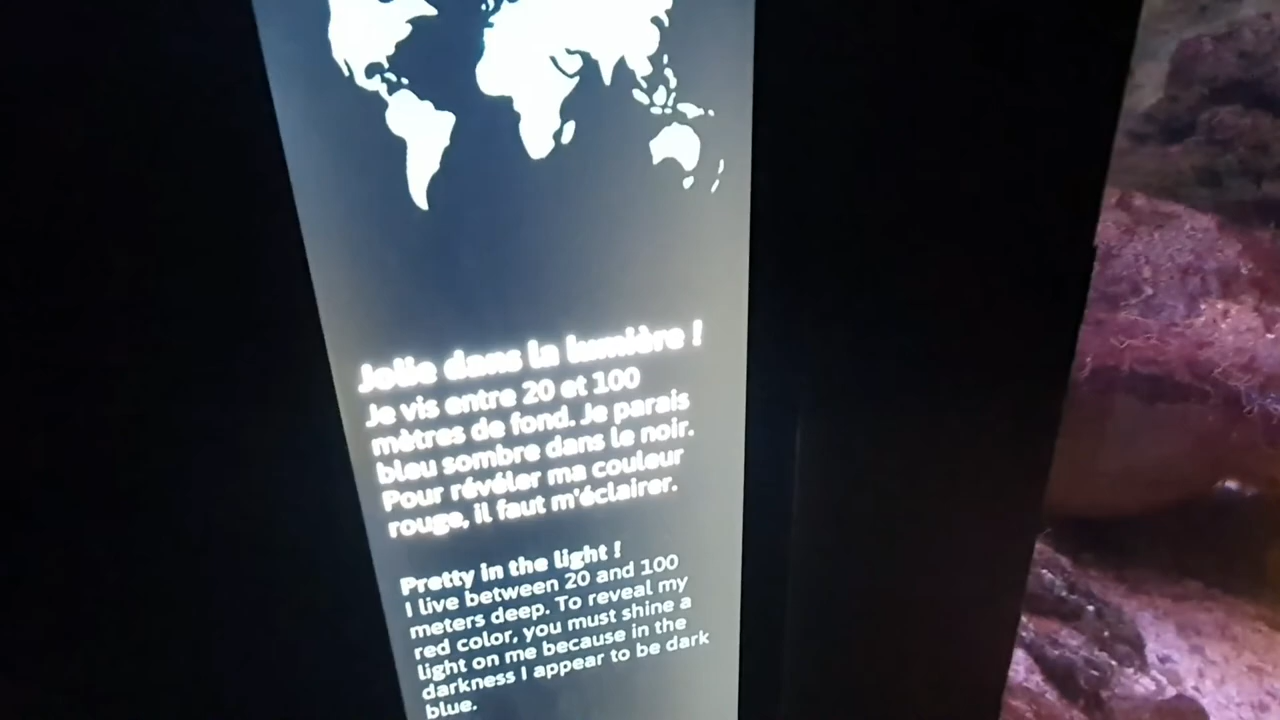 Jolie dans la lumière !
Je vis entre 20 et 100
mètres de fond. Je parais
bleu sombre dans le noir.
Pour révéler ma couleur
rouge, il faut m'éclairer.
Pretty in the light !
I live between 20 and 100
meters deep. To reveal my
red color, you must shine a
light on me because in the
darkness I appear to be dark
blue.